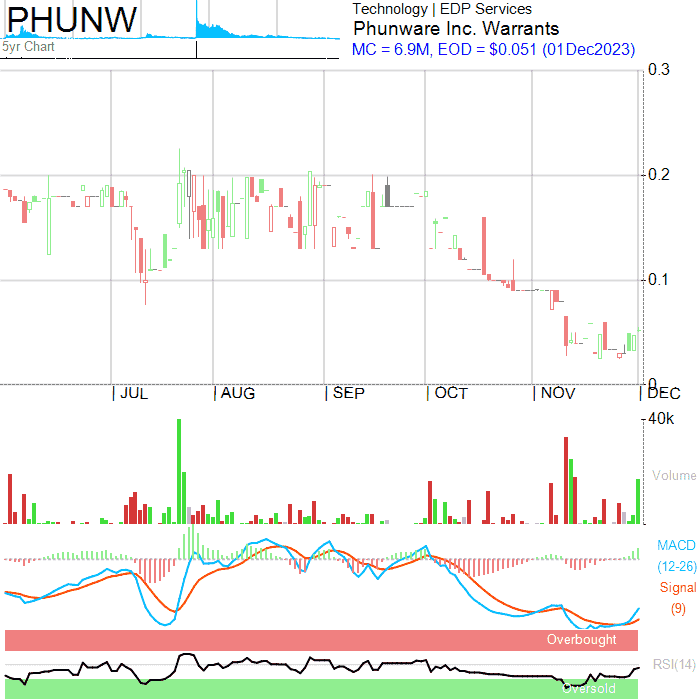 PHUNW
5yr Chart
Technology | EDP Services
Phunware Inc. Warrants
MC = 6.9M, EOD = $0.051 (01Dec2023)
0.3
0.2
0.1
0
| JUL | AUG | SEP | OCT | NOV | DEC
40k
Volume
MACD
(12-26)
Signal
(9)
Overbought
RSI(14)
Oversold